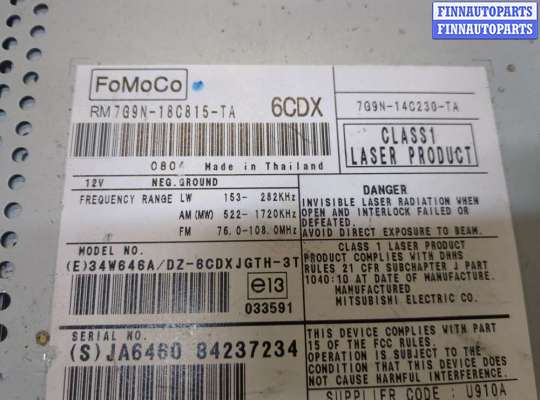 FINNAUTOPARTS
FINNAUTOPARTS
FINNAUTOPARTS
FoMoCo
RM7G9N-18C815-TA
6CDX
7G9N-14C230-TA
CLASS1
LASER PRODUCT
0804 Made in Thailand
12V NEG.GROUND
FREQUENCY RANGE LW 153- 282KHz
AM(MW) 522-1720KHz
FM 76.0-108.0MHz
DANGER
INVISIBLE LASER RADIATION WHEN
OPEN AND INTERLOCK FAILED OR
DEFEATED.
AVOID DIRECT EXPOSURE TO BEAM.
MODEL NO.
(E)34W646A/DZ-6CDXJGTH-3T
e13
033591
CLASS 1 LASER PRODUCT
PRODUCT COMPLIES WITH DHHS
RULES 21 CFR SUBCHAPTER J PART
1040:10 AT DATE OF MANUFACTURE.
MANUFACTURED
MITSUBISHI ELECTRIC CO.
SERIAL NO.
(S)JA6460 84237234
THIS DEVICE COMPLIES WITH PART
15 OF THE FCC RULES.
OPERATION IS SUBJECT TO THE
CONDITION THAT THIS DEVICE DOES
NOT CAUSE HARMFUL INTERFERENCE.
SUPPLIER CODE : U910A